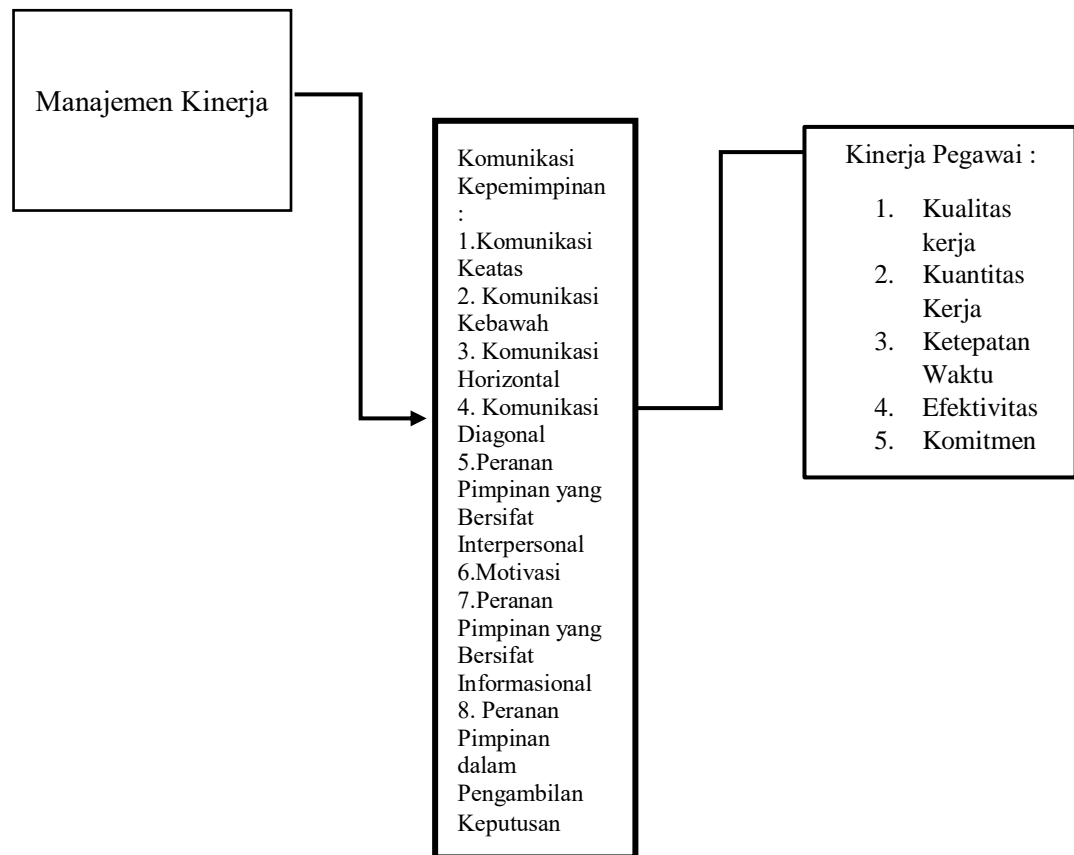 Manajemen Kinerja
Komunikasi
Kepemimpinan
:
1.Komunikasi
Keatas
2. Komunikasi
Kebawah
3. Komunikasi
Horizontal
4. Komunikasi
Diagonal
5.Peranan
Pimpinan yang
Bersifat
Interpersonal
6.Motivasi
7.Peranan
Pimpinan yang
Bersifat
Informasional
8. Peranan
Pimpinan
dalam
Pengambilan
Keputusan
Kinerja Pegawai :
1. Kualitas
kerja
2. Kuantitas
Kerja
3. Ketepatan
Waktu
4. Efektivitas
5. Komitmen